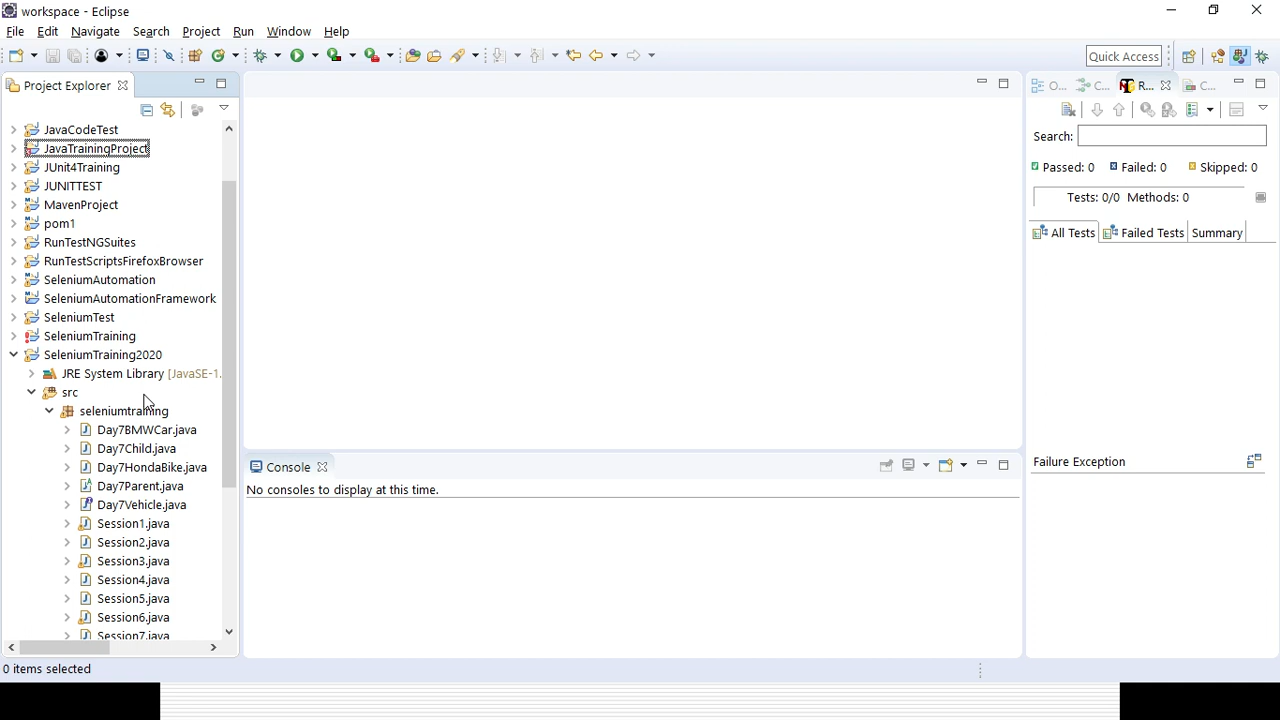 workspace - Eclipse
File Edit Navigate Search Project Run Window Help
Quick Access
Project Explorer
O... C... R... C...
JavaCodeTest
JavaTrainingProject
JUnit4Training
JUNITTEST
MavenProject
pom1
RunTestNGSuites
RunTestScriptsFirefoxBrowser
SeleniumAutomation
SeleniumAutomationFramework
SeleniumTest
SeleniumTraining
SeleniumTraining2020
JRE System Library [JavaSE-1.
src
seleniumtraining
Day7BMWCar.java
Day7Child.java
Day7HondaBike.java
Day7Parent.java
Day7Vehicle.java
Session1.java
Session2.java
Session3.java
Session4.java
Session5.java
Session6.java
Session7.java
Console
No consoles to display at this time.
Search:
Passed: 0 Failed: 0 Skipped: 0
Tests: 0/0 Methods: 0
All Tests Failed Tests Summary
Failure Exception
0 items selected